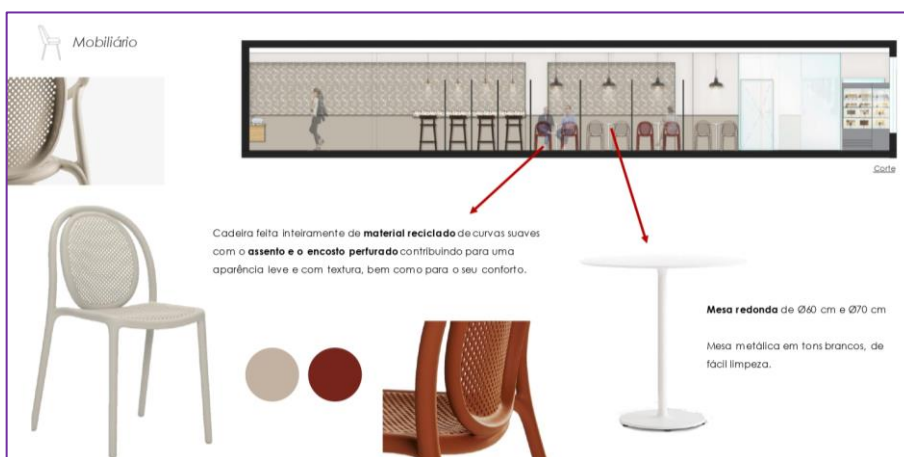 Mobiliário
Corte
Cadeira feita inteiramente de material reciclado de curvas suaves
com o assento e o encosto perfurado contribuindo para uma
aparência leve e com textura, bem como para o seu conforto.
Mesa redonda de Ø60 cm e Ø70 cm
Mesa metálica em tons brancos, de
fácil limpeza.